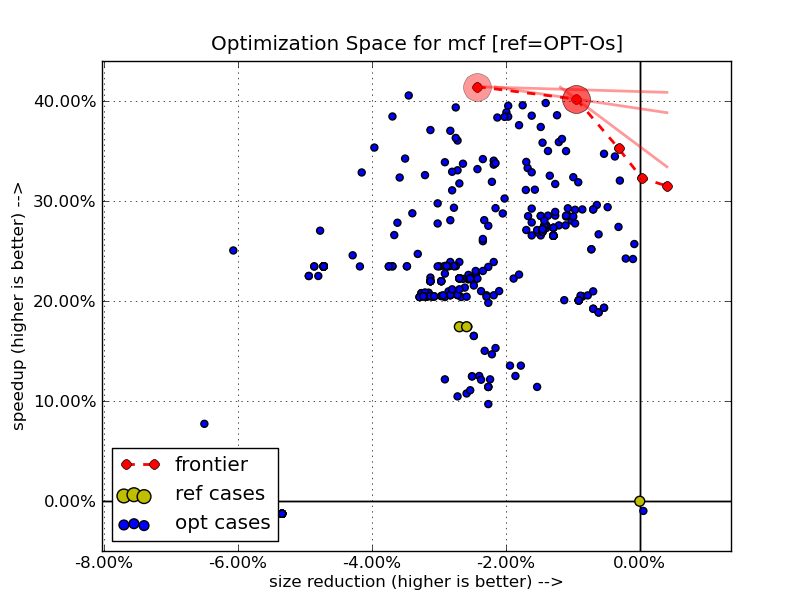 Optimization Space for mcf [ref=OPT-Os]
speedup (higher is better) -->
40.00%
30.00%
20.00%
10.00%
0.00%
frontier
ref cases
opt cases
-8.00% -6.00% -4.00% -2.00% 0.00%
size reduction (higher is better) -->